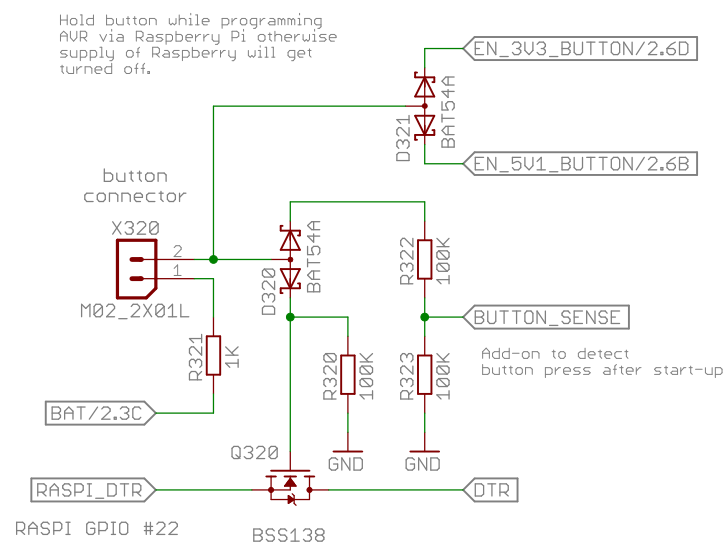 Hold button while programming
AVR via Raspberry Pi otherwise
supply of Raspberry will get
turned off.
EN_3V3_BUTTON/2.6D
BAT54A
D321
EN_5V1_BUTTON/2.6B
button
connector
X320
2
1
M02_2X01L
BAT54A
D320
R322
100K
BUTTON_SENSE
Add-on to detect
button press after start-up
R321
1K
R320
100K
R323
100K
BAT/2.3C
GND
GND
Q320
RASPI_DTR
DTR
RASPI GPIO #22
BSS138